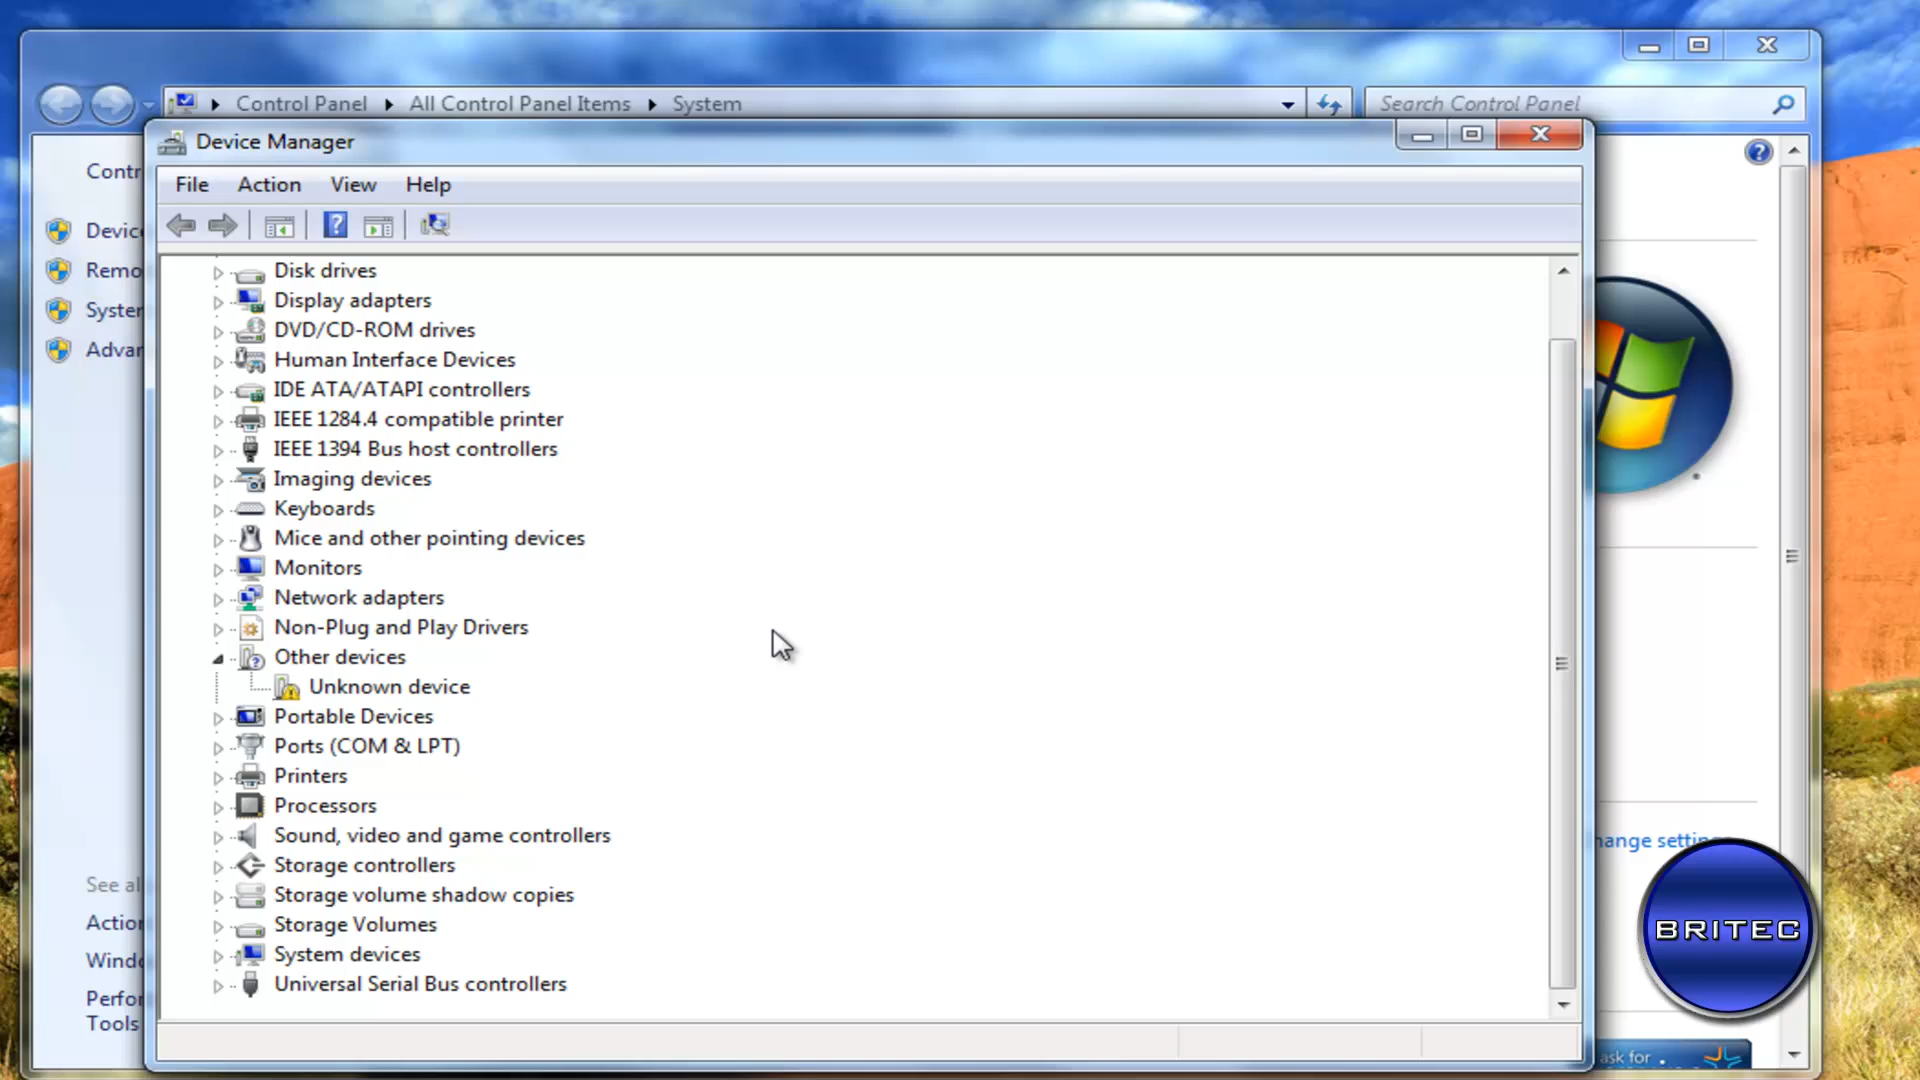 Control Panel All Control Panel Items System
Search Control Panel
Device Manager
File Action View Help
Contr
Devic
Remo
Syster
Advar
Disk drives
Display adapters
DVD/CD-ROM drives
Human Interface Devices
IDE ATA/ATAPI controllers
IEEE 1284.4 compatible printer
IEEE 1394 Bus host controllers
Imaging devices
Keyboards
Mice and other pointing devices
Monitors
Network adapters
Non-Plug and Play Drivers
Other devices
Unknown device
Portable Devices
Ports (COM & LPT)
Printers
Processors
Sound, video and game controllers
Storage controllers
Storage volume shadow copies
Storage Volumes
System devices
Universal Serial Bus controllers
See al
Action
Windo
Perfor
Tools
hange setting
BRITEC
ask for